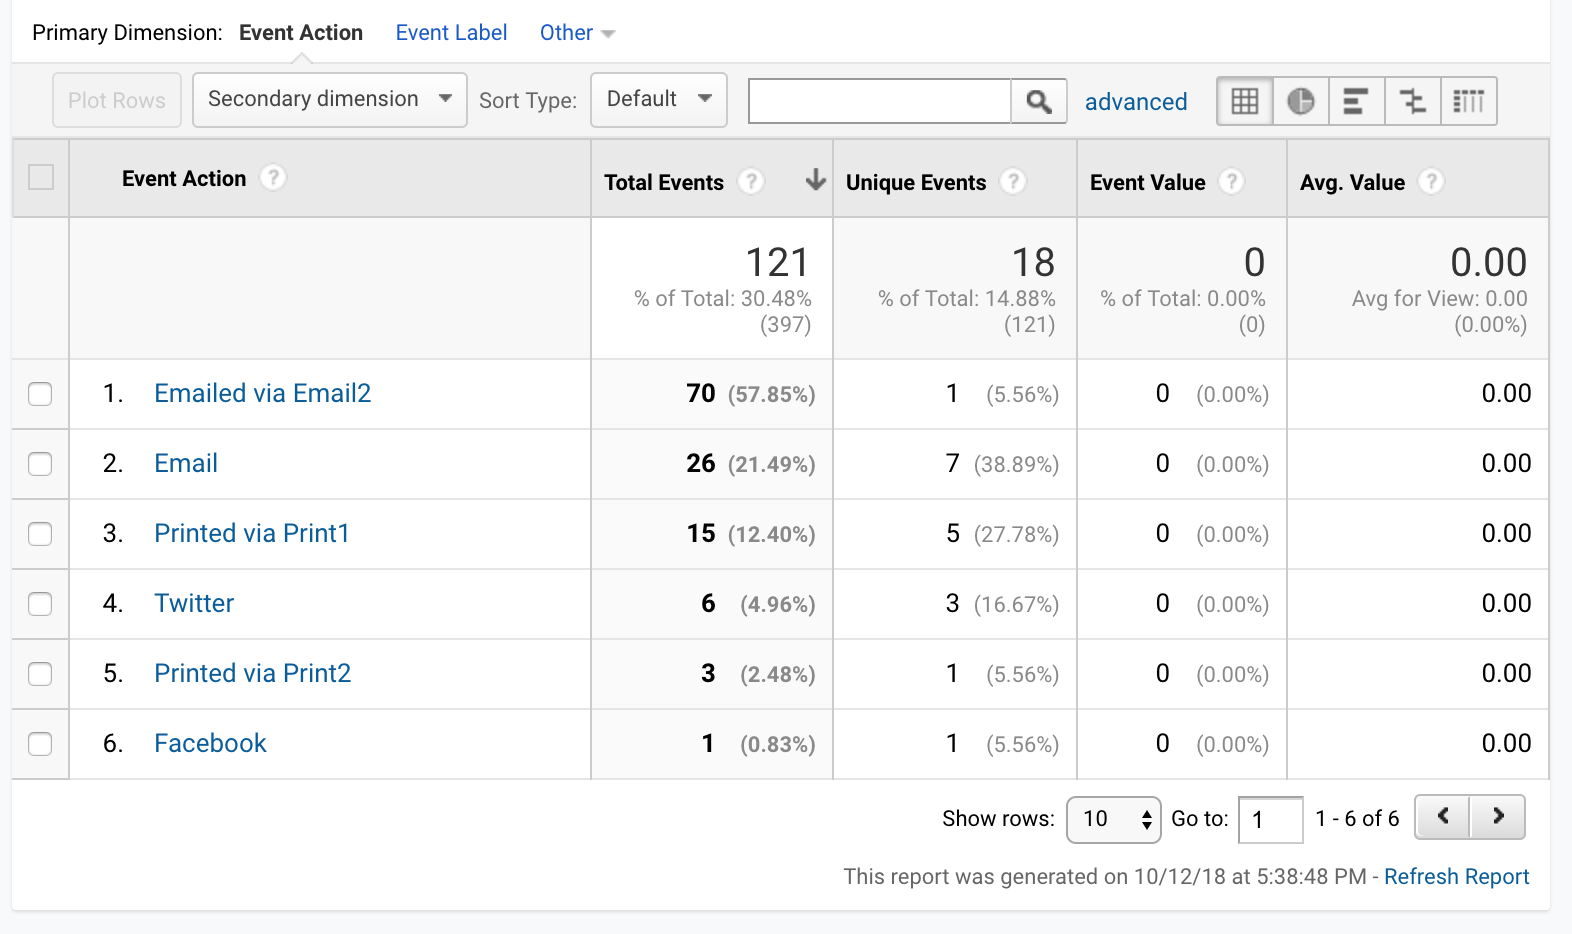 Primary Dimension: Event Action Event Label Other
Plot Rows Secondary dimension Sort Type: Default advanced
Event Action ? Total Events ? Unique Events ? Event Value ? Avg. Value ?
121 18 0 0.00
% of Total: 30.48% % of Total: 14.88% % of Total: 0.00% Avg for View: 0.00
(397) (121) (0) (0.00%)
1. Emailed via Email2 70 (57.85%) 1 (5.56%) 0 (0.00%) 0.00
2. Email 26 (21.49%) 7 (38.89%) 0 (0.00%) 0.00
3. Printed via Print1 15 (12.40%) 5 (27.78%) 0 (0.00%) 0.00
4. Twitter 6 (4.96%) 3 (16.67%) 0 (0.00%) 0.00
5. Printed via Print2 3 (2.48%) 1 (5.56%) 0 (0.00%) 0.00
6. Facebook 1 (0.83%) 1 (5.56%) 0 (0.00%) 0.00
Show rows: 10 Go to: 1 1 - 6 of 6
This report was generated on 10/12/18 at 5:38:48 PM - Refresh Report